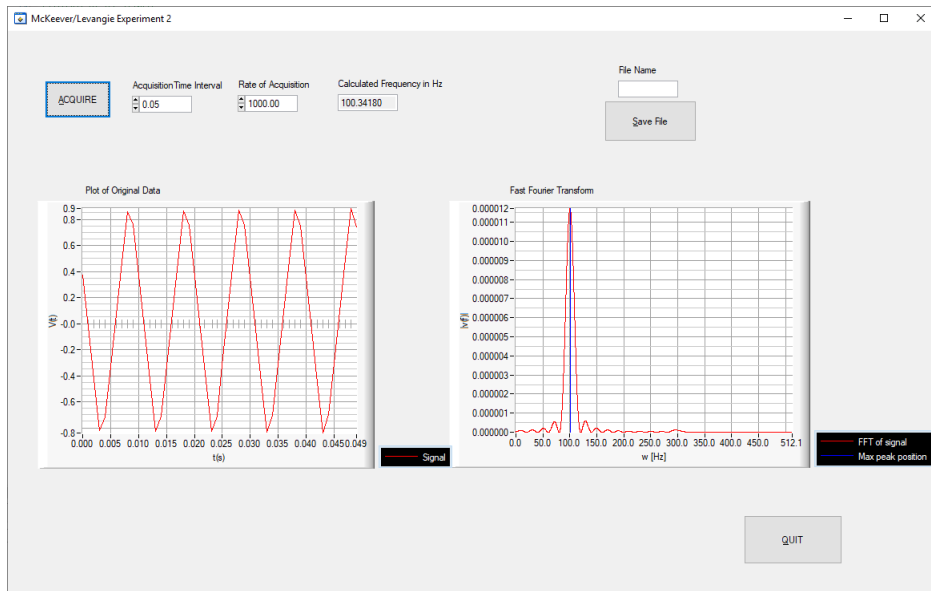 McKeever/Levangie Experiment 2
File Name
Acquisition Time Interval
Rate of Acquisition
Calculated Frequency in Hz
ACQUIRE
0.05
1000.00
100.34180
Save File
Plot of Original Data
0.9
0.8
0.6
0.4
0.2
-0.0
-0.2
-0.4
-0.6
-0.8
V(t)
0.000 0.005 0.010 0.015 0.020 0.025 0.030 0.035 0.040 0.0450.049
t(s)
Signal
Fast Fourier Transform
0.000012
0.000011
0.000010
0.000009
0.000008
0.000007
0.000006
0.000005
0.000004
0.000003
0.000002
0.000001
0.000000
|v(f)|
0.0 50.0 100.0 150.0 200.0 250.0 300.0 350.0 400.0 450.0 512.1
w [Hz]
FFT of signal
Max peak position
QUIT